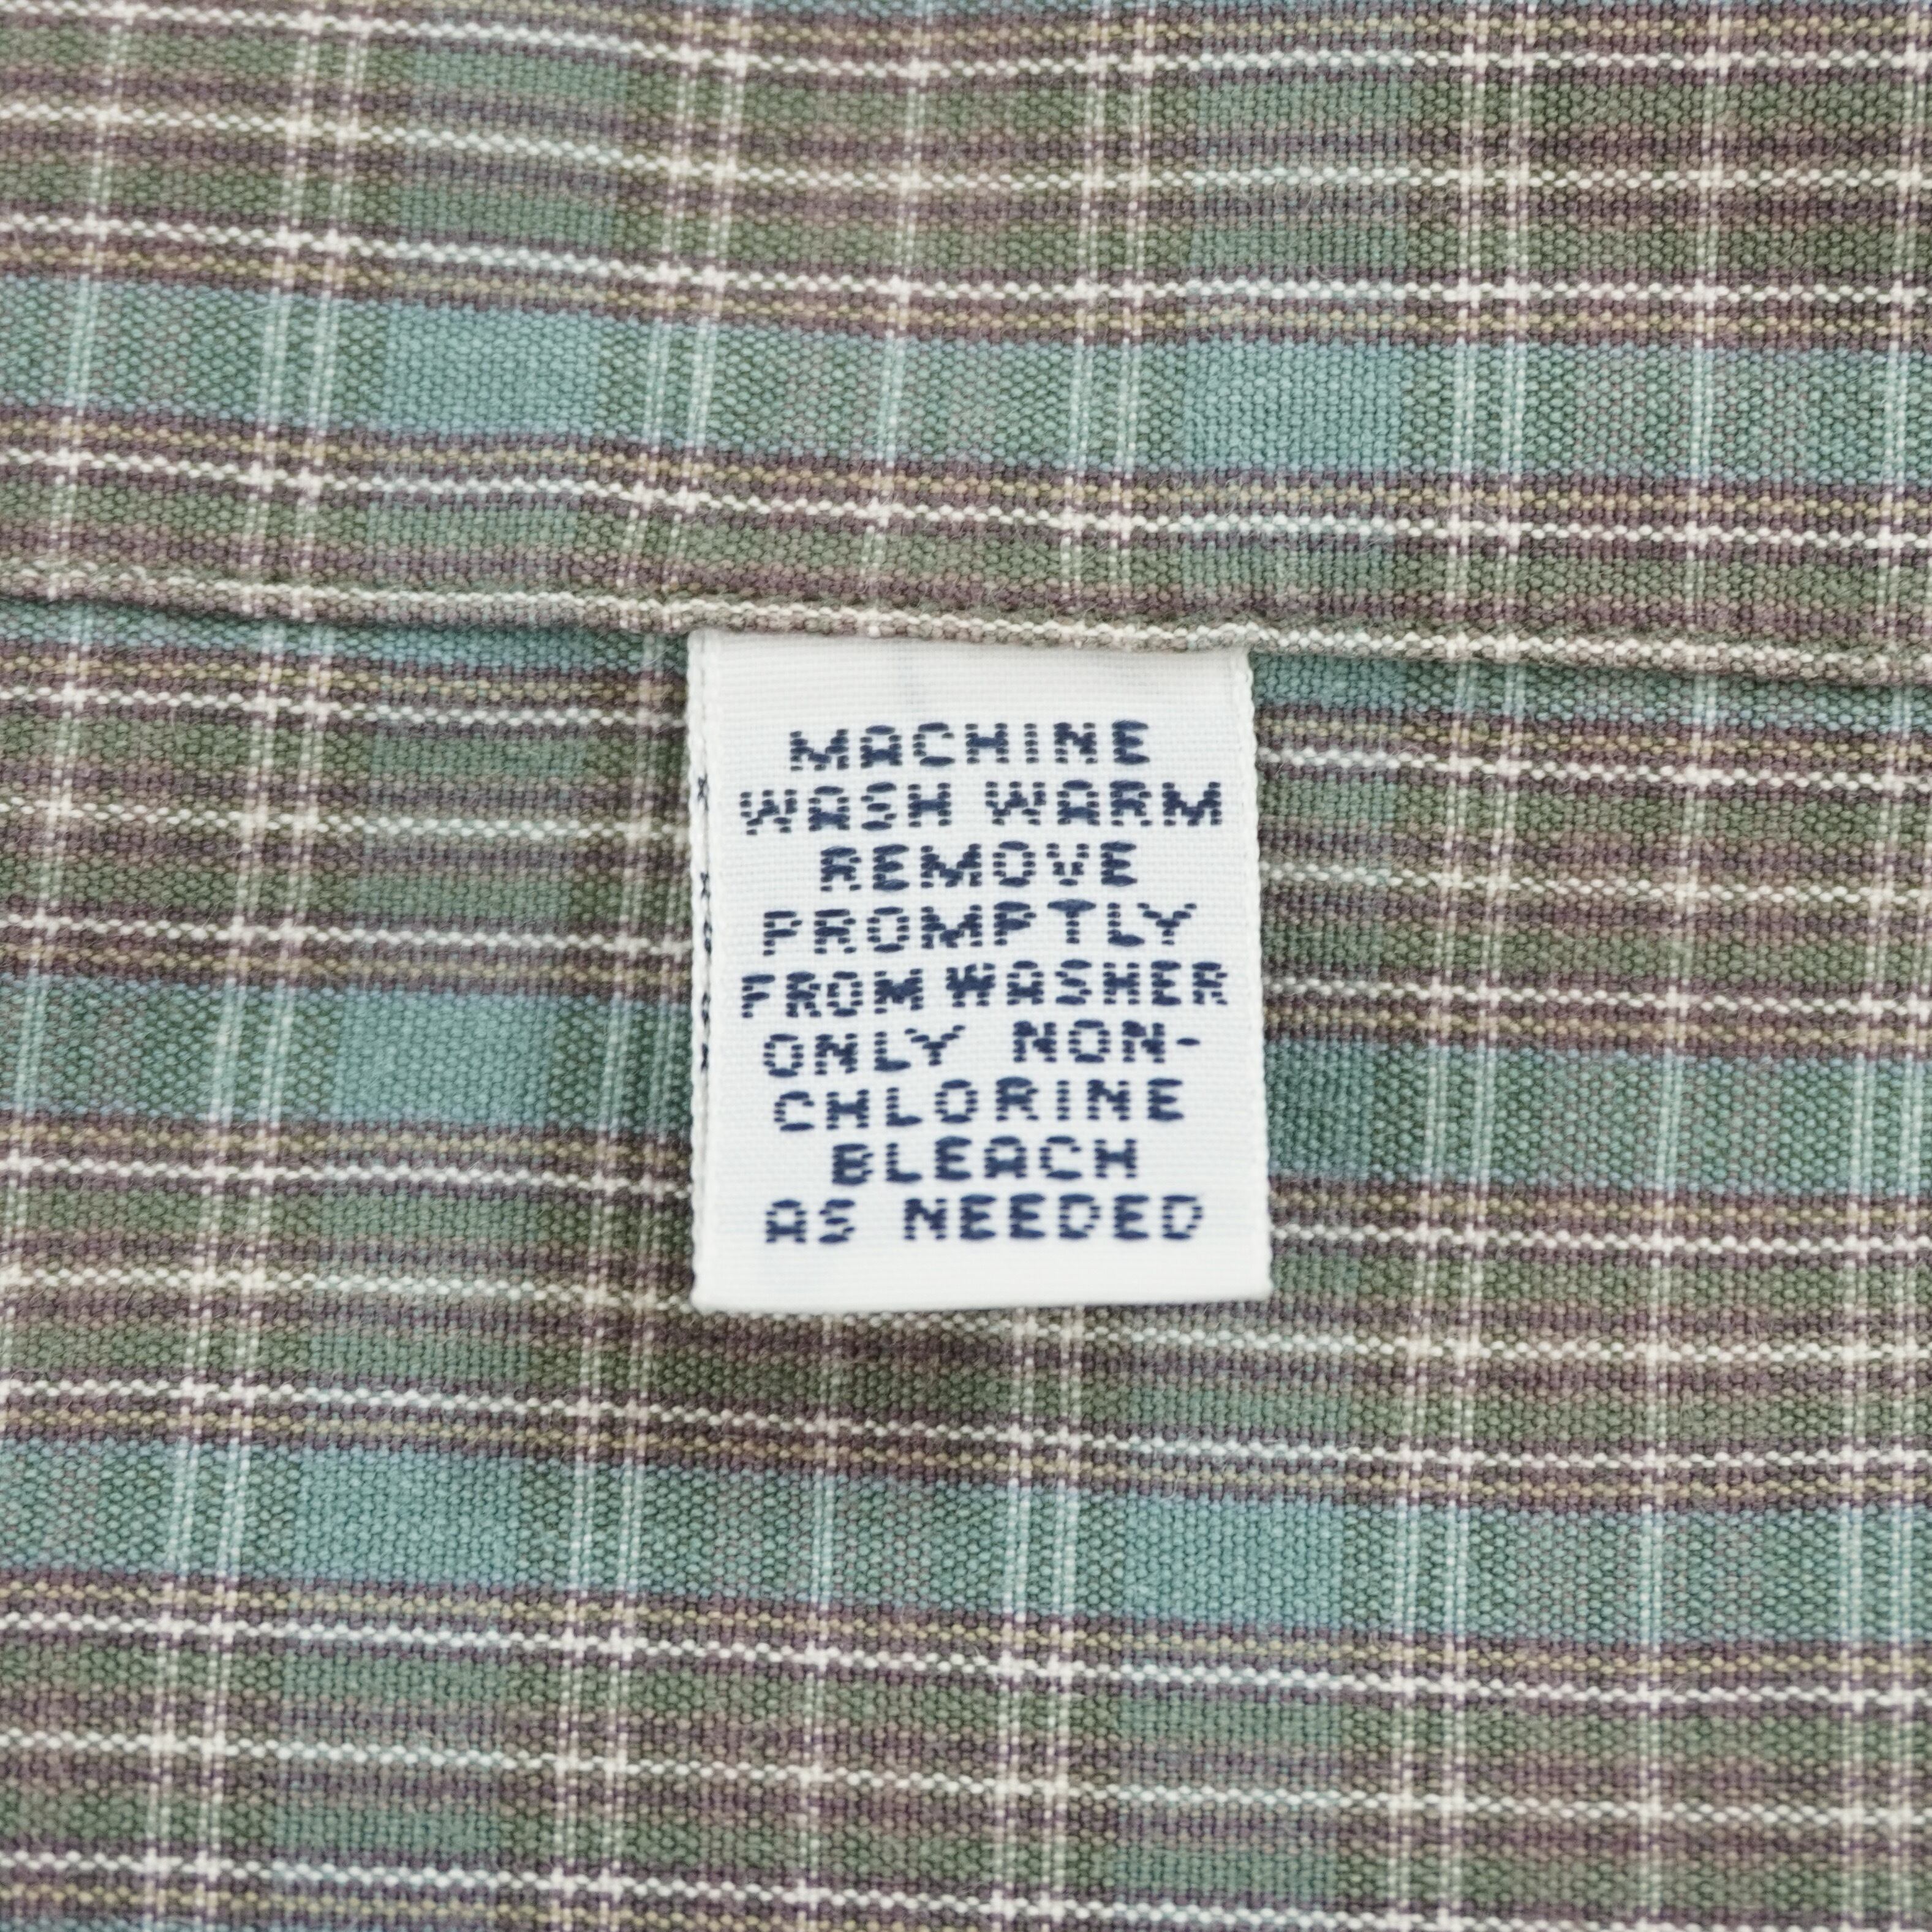 MACHINE
WASH WARM
REMOVE
PROMPTLY
FROM WASHER
ONLY NON-
CHLORINE
BLEACH
AS NEEDED